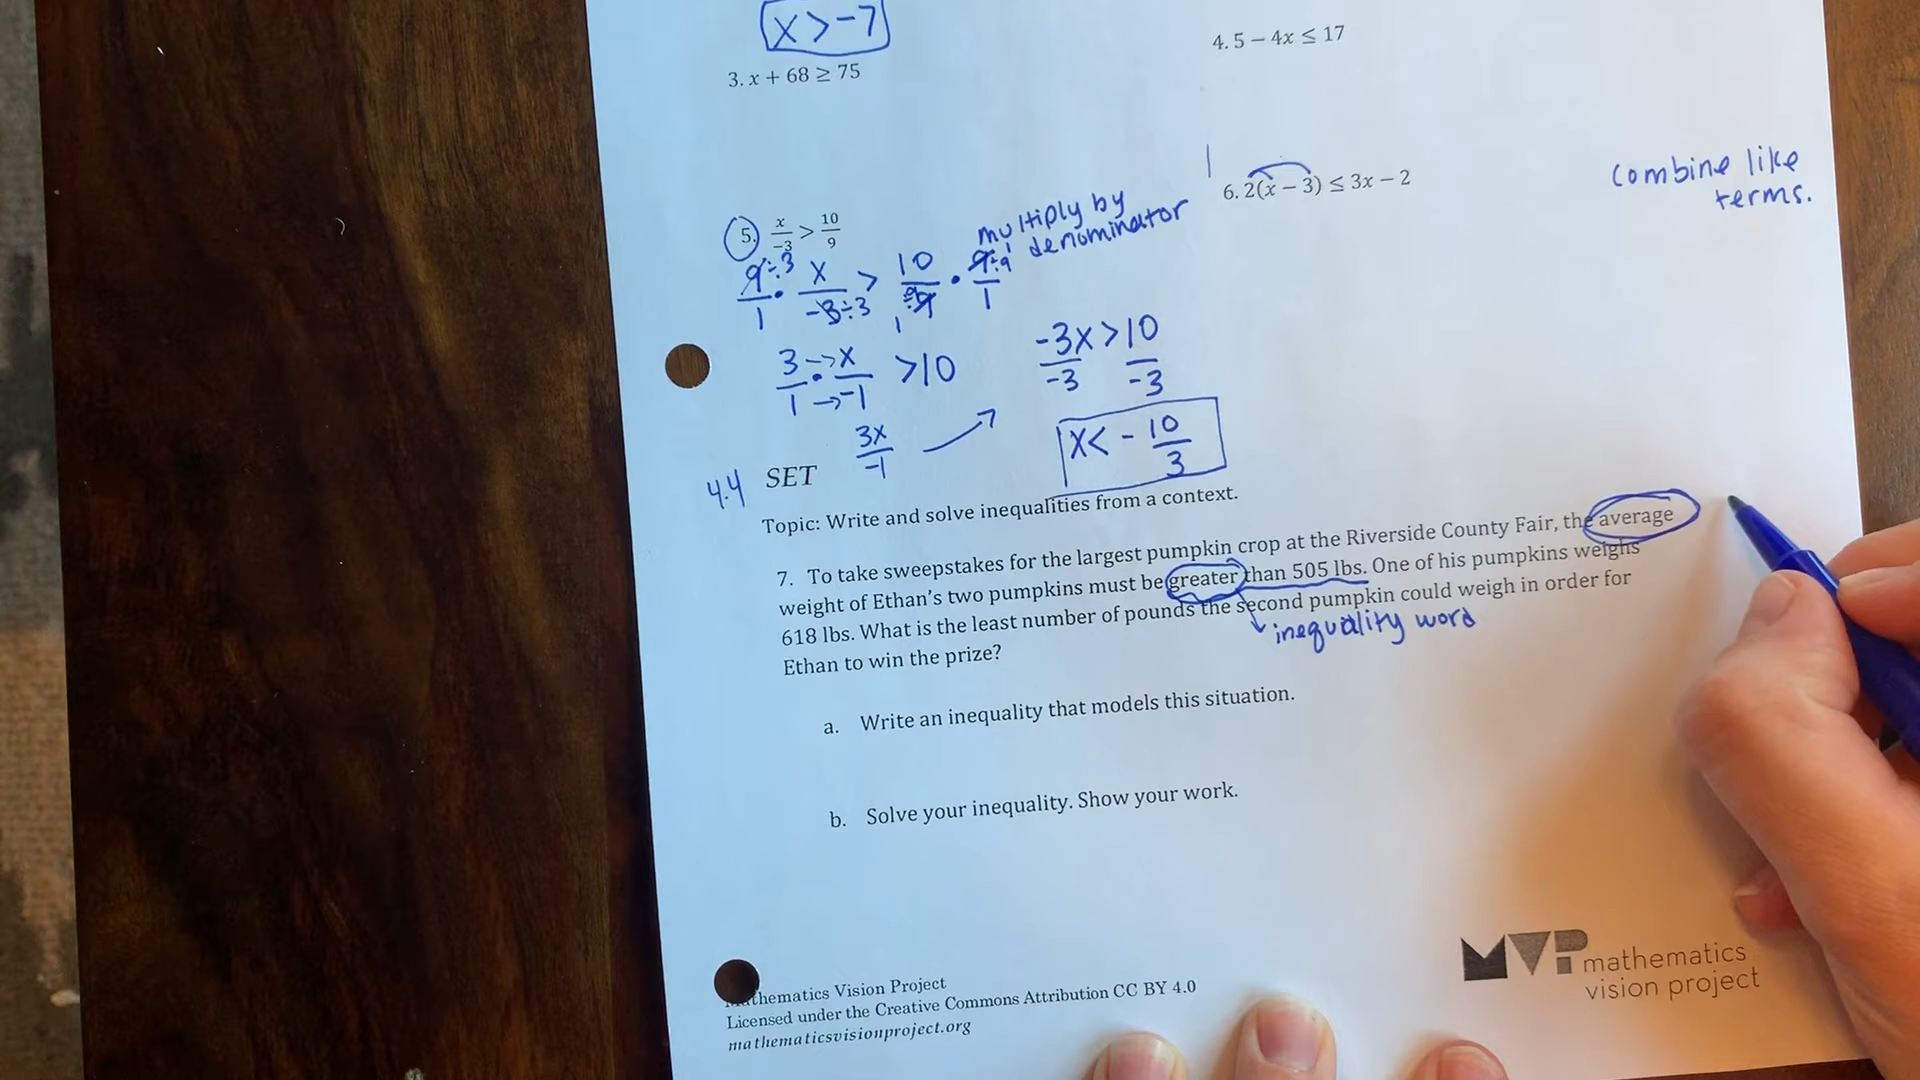 x > -7
3. x + 68 ≥ 75
4. 5 − 4x ≤ 17
5. x/-3 > 10/9
multiply by
denominator
6. 2(x − 3) ≤ 3x − 2
combine like
terms.
9÷3/1 · x/-3÷3 > 10/9÷9 · 9÷9/1
3/1 · x/-1 > 10
3x/-1
-3x > 10
-3 -3
x < - 10/3
4.4 SET
Topic: Write and solve inequalities from a context.
7. To take sweepstakes for the largest pumpkin crop at the Riverside County Fair, the average
weight of Ethan's two pumpkins must be greater than 505 lbs. One of his pumpkins weighs
618 lbs. What is the least number of pounds the second pumpkin could weigh in order for
Ethan to win the prize?
inequality word
a. Write an inequality that models this situation.
b. Solve your inequality. Show your work.
Mathematics Vision Project
Licensed under the Creative Commons Attribution CC BY 4.0
mathematicsvisionproject.org
MVP mathematics
vision project